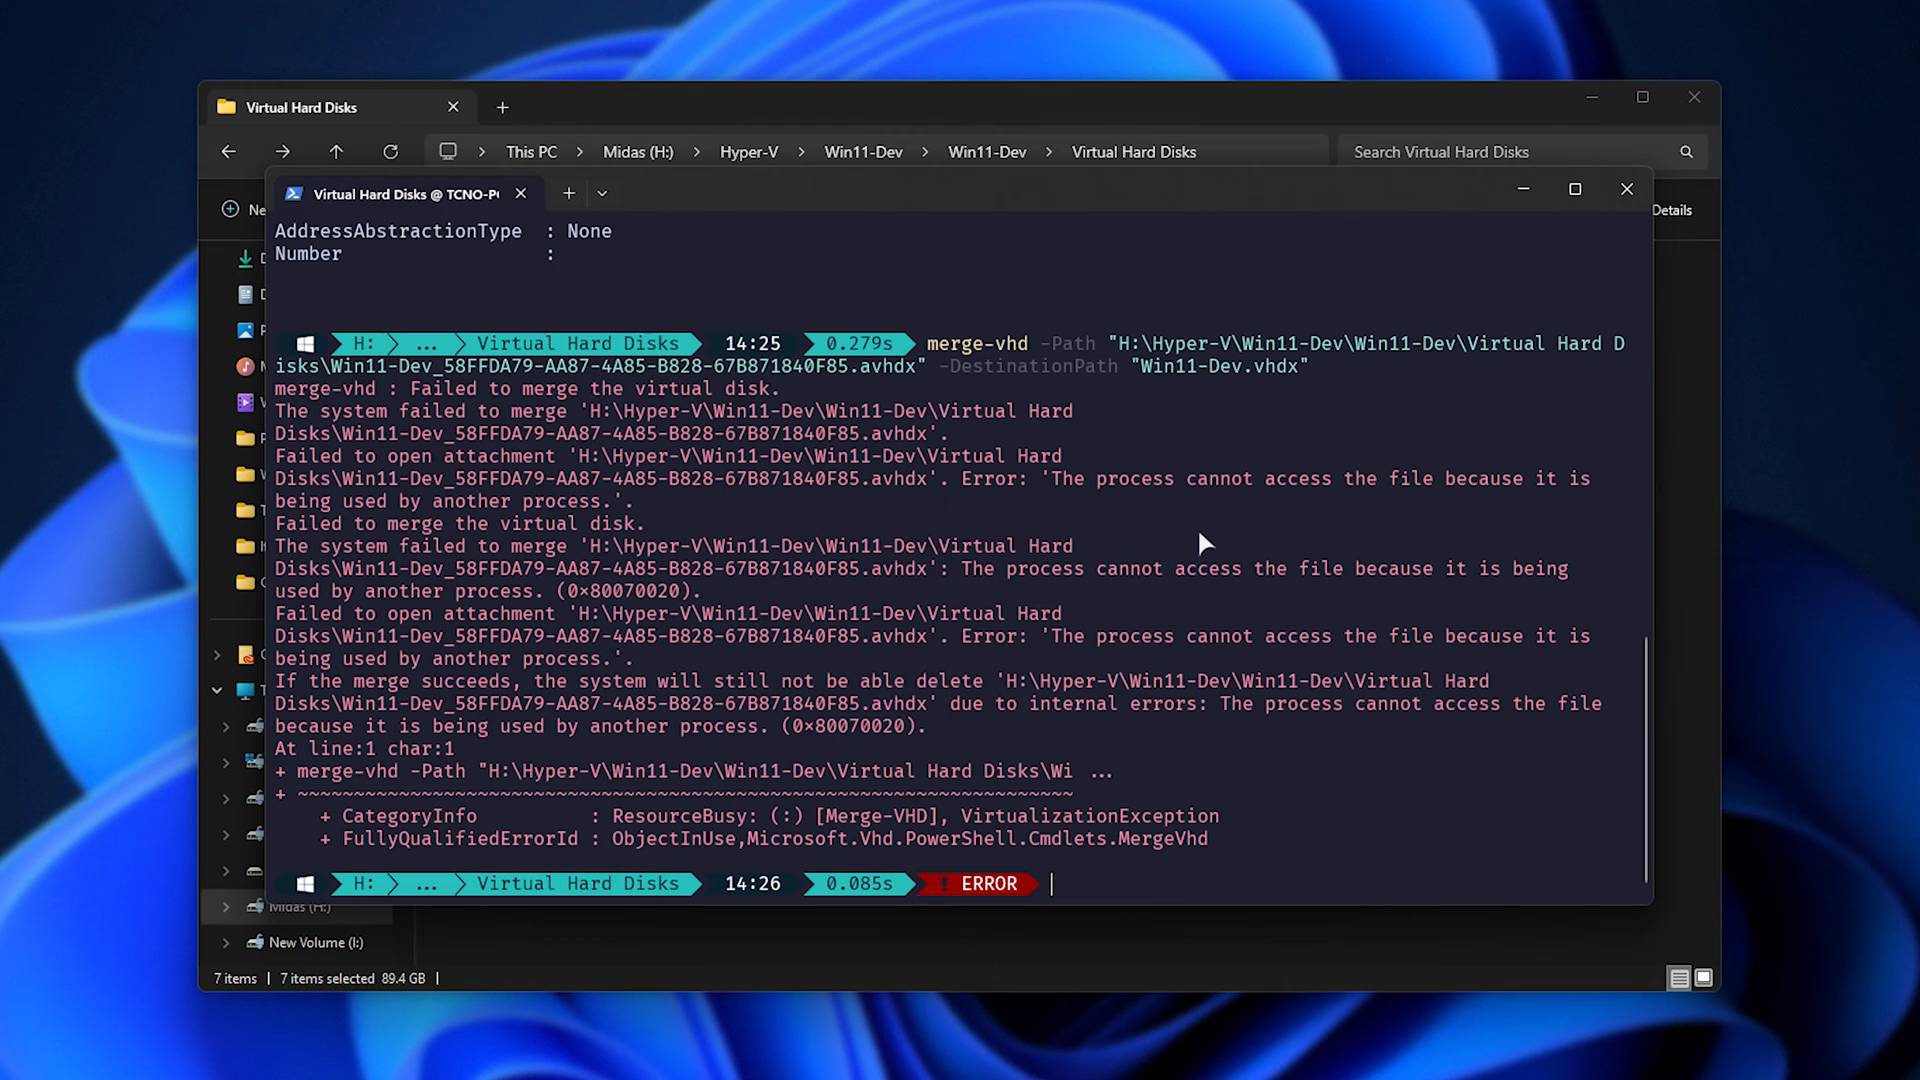 Virtual Hard Disks
This PC > Midas (H:) > Hyper-V > Win11-Dev > Win11-Dev > Virtual Hard Disks
Search Virtual Hard Disks
Virtual Hard Disks @ TCNO-P
Ne
Details
AddressAbstractionType : None
Number :
H: ... Virtual Hard Disks 14:25 0.279s merge-vhd -Path "H:\Hyper-V\Win11-Dev\Win11-Dev\Virtual Hard D
isks\Win11-Dev_58FFDA79-AA87-4A85-B828-67B871840F85.avhdx" -DestinationPath "Win11-Dev.vhdx"
merge-vhd : Failed to merge the virtual disk.
The system failed to merge 'H:\Hyper-V\Win11-Dev\Win11-Dev\Virtual Hard
Disks\Win11-Dev_58FFDA79-AA87-4A85-B828-67B871840F85.avhdx'.
Failed to open attachment 'H:\Hyper-V\Win11-Dev\Win11-Dev\Virtual Hard
Disks\Win11-Dev_58FFDA79-AA87-4A85-B828-67B871840F85.avhdx'. Error: 'The process cannot access the file because it is
being used by another process.'.
Failed to merge the virtual disk.
The system failed to merge 'H:\Hyper-V\Win11-Dev\Win11-Dev\Virtual Hard
Disks\Win11-Dev_58FFDA79-AA87-4A85-B828-67B871840F85.avhdx': The process cannot access the file because it is being
used by another process. (0×80070020).
Failed to open attachment 'H:\Hyper-V\Win11-Dev\Win11-Dev\Virtual Hard
Disks\Win11-Dev_58FFDA79-AA87-4A85-B828-67B871840F85.avhdx'. Error: 'The process cannot access the file because it is
being used by another process.'.
If the merge succeeds, the system will still not be able delete 'H:\Hyper-V\Win11-Dev\Win11-Dev\Virtual Hard
Disks\Win11-Dev_58FFDA79-AA87-4A85-B828-67B871840F85.avhdx' due to internal errors: The process cannot access the file
because it is being used by another process. (0×80070020).
At line:1 char:1
+ merge-vhd -Path "H:\Hyper-V\Win11-Dev\Win11-Dev\Virtual Hard Disks\Wi ...
+ ~~~~~~~~~~~~~~~~~~~~~~~~~~~~~~~~~~~~~~~~~~~~~~~~~~~~~~~~~~~~~~~~~~~~~
+ CategoryInfo : ResourceBusy: (:) [Merge-VHD], VirtualizationException
+ FullyQualifiedErrorId : ObjectInUse,Microsoft.Vhd.PowerShell.Cmdlets.MergeVhd
H: ... Virtual Hard Disks 14:26 0.085s ! ERROR
Midas (H:)
New Volume (I:)
7 items | 7 items selected 89.4 GB |